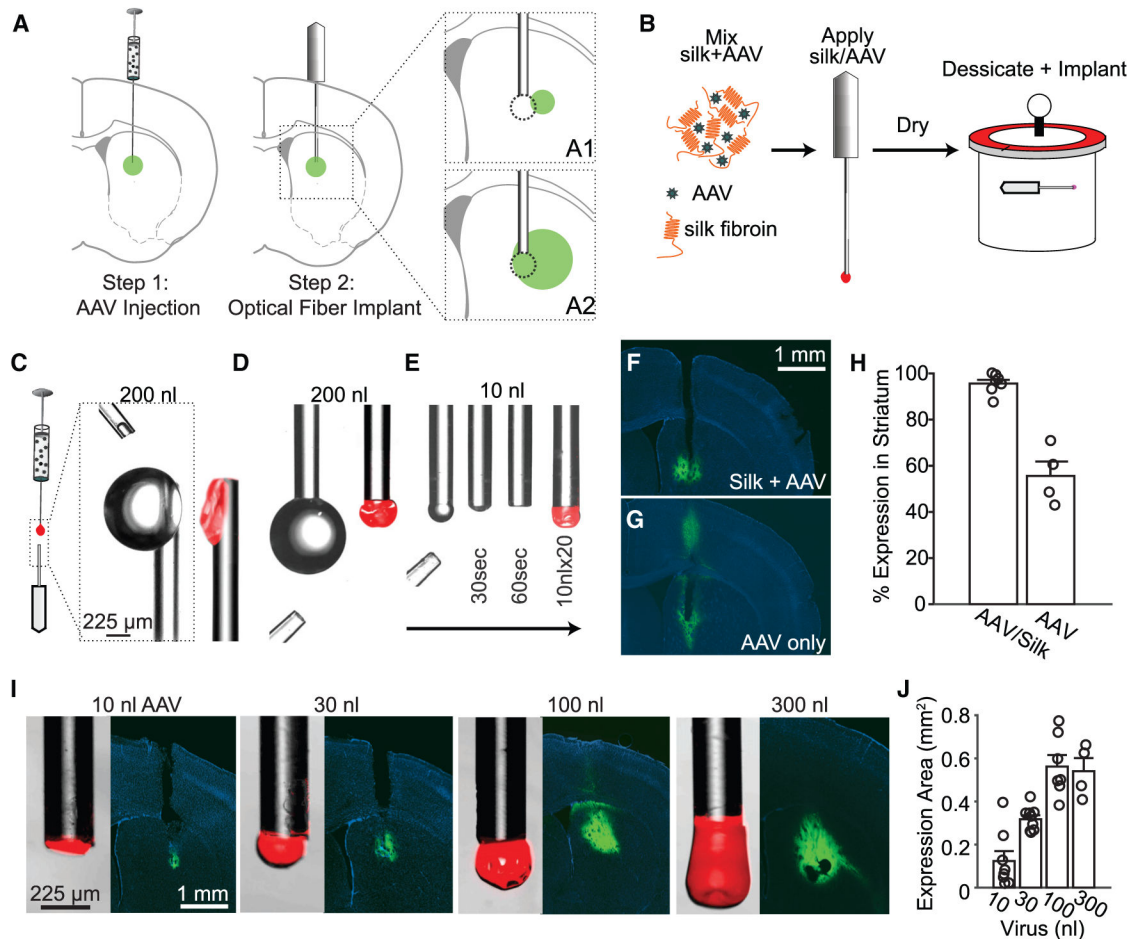 A
Step 1:
AAV Injection
Step 2:
Optical Fiber Implant
A1
A2
B
Mix
silk+AAV
AAV
silk fibroin
Apply
silk/AAV
Dry
Dessicate + Implant
C
200 nl
225 µm
D
200 nl
E
10 nl
30sec
60sec
10nlx20
F
1 mm
Silk + AAV
G
AAV only
H
% Expression in Striatum
100
80
60
40
20
0
AAV/Silk
AAV
I
10 nl AAV
30 nl
100 nl
300 nl
225 µm
1 mm
J
Expression Area (mm²)
0.8
0.6
0.4
0.2
0
10
30
100
300
Virus (nl)